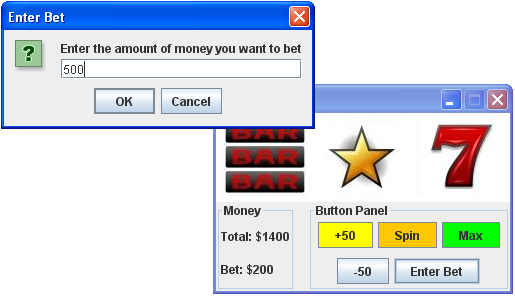 Enter Bet
Enter the amount of money you want to bet
500
OK Cancel
BAR
BAR
BAR
7
Money
Total: $1400
Bet: $200
Button Panel
+50 Spin Max
-50 Enter Bet